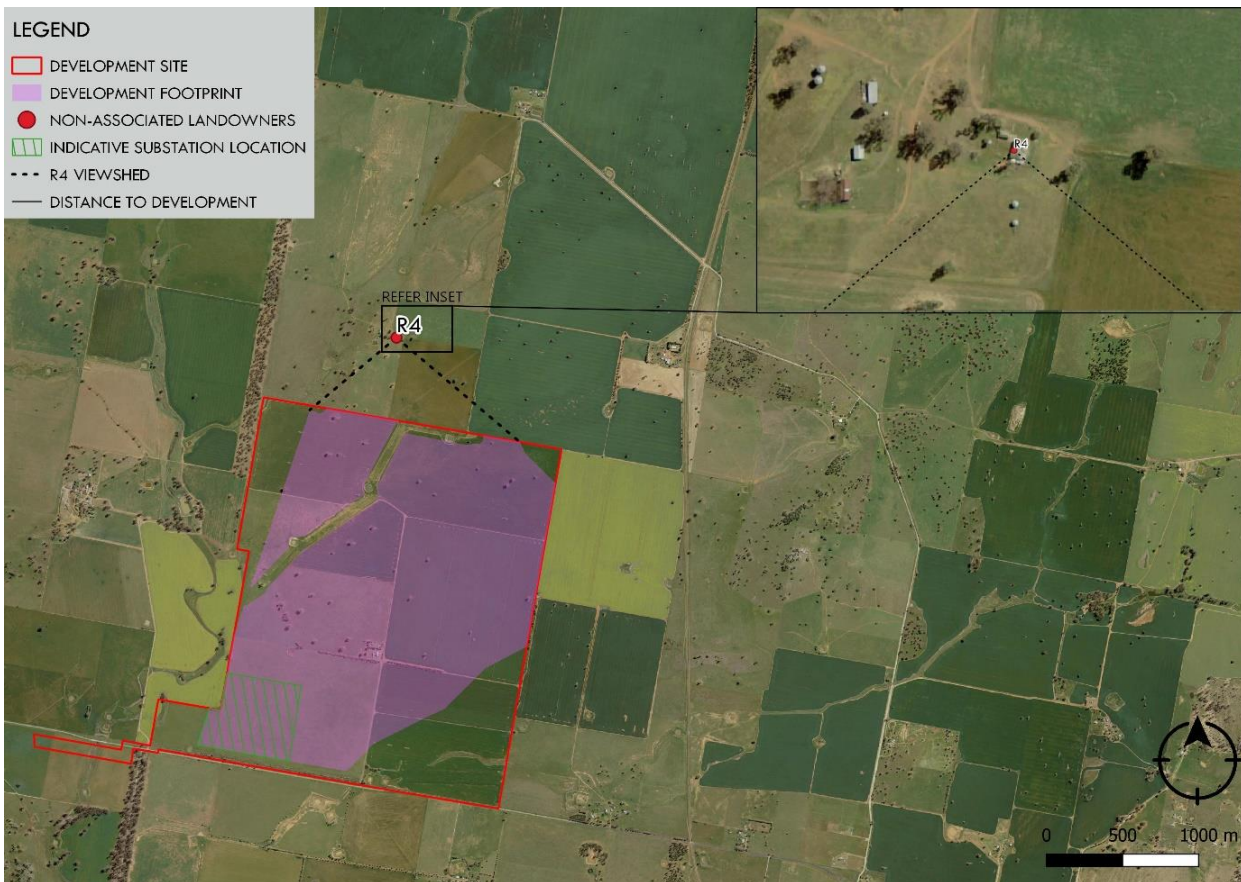 LEGEND
DEVELOPMENT SITE
DEVELOPMENT FOOTPRINT
NON-ASSOCIATED LANDOWNERS
INDICATIVE SUBSTATION LOCATION
R4 VIEWSHED
DISTANCE TO DEVELOPMENT
R4
REFER INSET
R4
0 500 1000 m